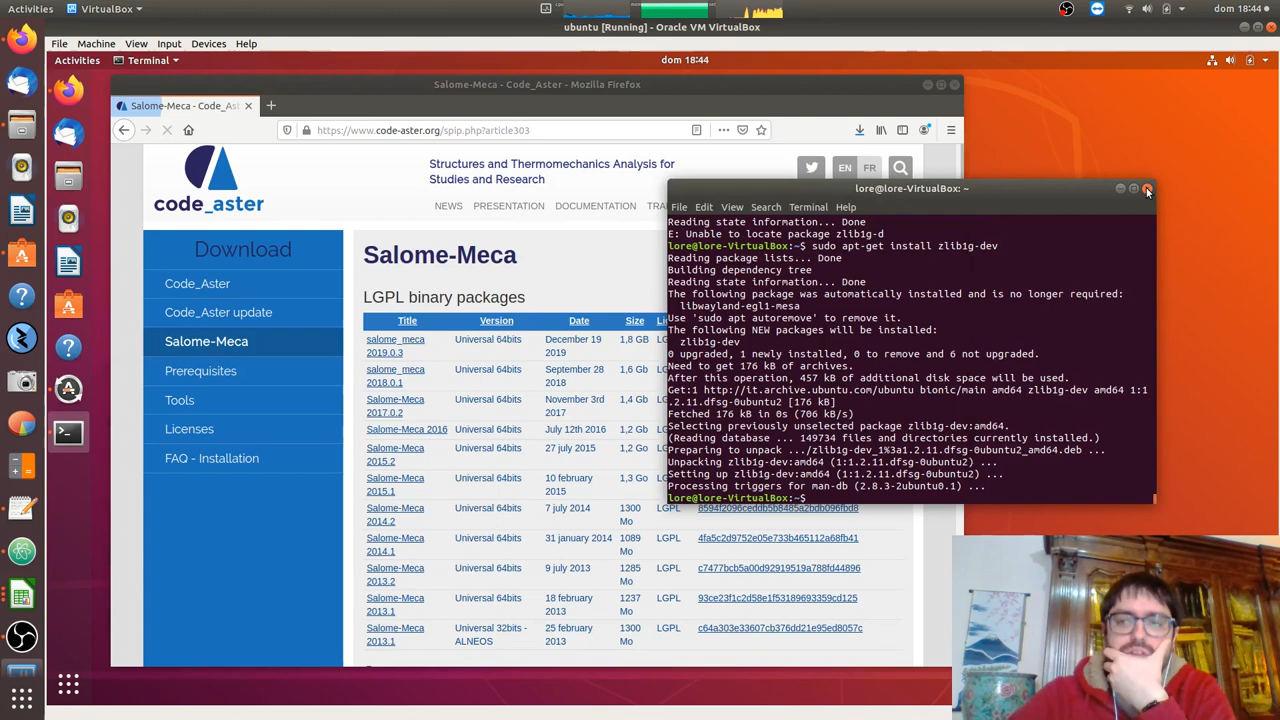 Activities
VirtualBox
dom 18:44
ubuntu [Running] - Oracle VM VirtualBox
File Machine View Input Devices Help
Activities
Terminal
dom 18:44
Salome-Meca - Code_Aster - Mozilla Firefox
Salome-Meca - Code_As
https://www.code-aster.org/spip.php?article303
code_aster
Structures and Thermomechanics Analysis for
Studies and Research
EN FR
NEWS PRESENTATION DOCUMENTATION TRA
Download
Code_Aster
Code_Aster update
Salome-Meca
Prerequisites
Tools
Licenses
FAQ - Installation
Salome-Meca
LGPL binary packages
Title Version Date Size Li
salome_meca 2019.0.3 Universal 64bits December 19 2019 1,8 GB LG
salome_meca 2018.0.1 Universal 64bits September 28 2018 1,6 Gb LG
Salome-Meca 2017.0.2 Universal 64bits November 3rd 2017 1,4 Gb LG
Salome-Meca 2016 Universal 64bits July 12th 2016 1,2 Gb LG
Salome-Meca 2015.2 Universal 64bits 27 july 2015 1,2 Gb LG
Salome-Meca 2015.1 Universal 64bits 10 february 2015 1,3 Go LG
Salome-Meca 2014.2 Universal 64bits 7 july 2014 1300 Mo LGPL 8594f2096ceddb5b8485a2bdb96fbd8
Salome-Meca 2014.1 Universal 64bits 31 january 2014 1089 Mo LGPL 4fa5c2d9752e05e733b465112a68fb41
Salome-Meca 2013.2 Universal 64bits 9 july 2013 1285 Mo LGPL c7477bcb5a00d92919519a788fd44896
Salome-Meca 2013.1 Universal 64bits 18 february 2013 1237 Mo LGPL 93ce23f1c2d58e1f53189693359cd125
Salome-Meca 2013.1 Universal 32bits - ALNEOS 25 february 2013 1300 Mo LGPL c64a303e33607cb376dd21e95ed8057c
lore@lore-VirtualBox: ~
File Edit View Search Terminal Help
Reading state information... Done
E: Unable to locate package zlib1g-d
lore@lore-VirtualBox:~$ sudo apt-get install zlib1g-dev
Reading package lists... Done
Building dependency tree
Reading state information... Done
The following package was automatically installed and is no longer required:
libwayland-egl1-mesa
Use 'sudo apt autoremove' to remove it.
The following NEW packages will be installed:
zlib1g-dev
0 upgraded, 1 newly installed, 0 to remove and 6 not upgraded.
Need to get 176 kB of archives.
After this operation, 457 kB of additional disk space will be used.
Get:1 http://it.archive.ubuntu.com/ubuntu bionic/main amd64 zlib1g-dev amd64 1:1
.2.11.dfsg-0ubuntu2 [176 kB]
Fetched 176 kB in 0s (706 kB/s)
Selecting previously unselected package zlib1g-dev:amd64.
(Reading database ... 149734 files and directories currently installed.)
Preparing to unpack .../zlib1g-dev_1%3a1.2.11.dfsg-0ubuntu2_amd64.deb ...
Unpacking zlib1g-dev:amd64 (1:1.2.11.dfsg-0ubuntu2) ...
Setting up zlib1g-dev:amd64 (1:1.2.11.dfsg-0ubuntu2) ...
Processing triggers for man-db (2.8.3-2ubuntu0.1) ...
lore@lore-VirtualBox:~$